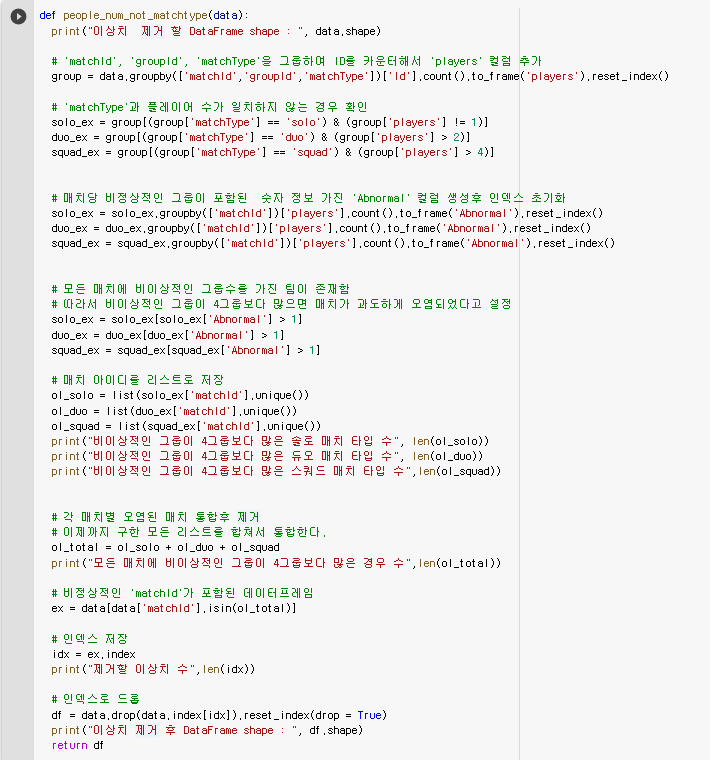 def people_num_not_matchtype(data):
print("이상치 제거 할 DataFrame shape : ", data.shape)
# 'matchId', 'groupId', 'matchType'을 그룹하여 ID를 카운터해서 'players' 컬럼 추가
group = data.groupby(['matchId','groupId','matchType'])['Id'].count().to_frame('players').reset_index()
# 'matchType'과 플레이어 수가 일치하지 않는 경우 확인
solo_ex = group[(group['matchType'] == 'solo') & (group['players'] != 1)]
duo_ex = group[(group['matchType'] == 'duo') & (group['players'] > 2)]
squad_ex = group[(group['matchType'] == 'squad') & (group['players'] > 4)]
# 매치당 비정상적인 그룹이 포함된 숫자 정보 가진 'Abnormal' 컬럼 생성후 인덱스 초기화
solo_ex = solo_ex.groupby(['matchId'])['players'].count().to_frame('Abnormal').reset_index()
duo_ex = duo_ex.groupby(['matchId'])['players'].count().to_frame('Abnormal').reset_index()
squad_ex = squad_ex.groupby(['matchId'])['players'].count().to_frame('Abnormal').reset_index()
# 모든 매치에 비이상적인 그룹수를 가진 팀이 존재함
# 따라서 비이상적인 그룹이 4그룹보다 많으면 매치가 과도하게 오염되었다고 설정
solo_ex = solo_ex[solo_ex['Abnormal'] > 1]
duo_ex = duo_ex[duo_ex['Abnormal'] > 1]
squad_ex = squad_ex[squad_ex['Abnormal'] > 1]
# 매치 아이디를 리스트로 저장
ol_solo = list(solo_ex['matchId'].unique())
ol_duo = list(duo_ex['matchId'].unique())
ol_squad = list(squad_ex['matchId'].unique())
print("비이상적인 그룹이 4그룹보다 많은 솔로 매치 타입 수", len(ol_solo))
print("비이상적인 그룹이 4그룹보다 많은 듀오 매치 타입 수", len(ol_duo))
print("비이상적인 그룹이 4그룹보다 많은 스쿼드 매치 타입 수",len(ol_squad))
# 각 매치별 오염된 매치 통합후 제거
# 이제까지 구한 모든 리스트를 합쳐서 통합한다.
ol_total = ol_solo + ol_duo + ol_squad
print("모든 매치에 비이상적인 그룹이 4그룹보다 많은 경우 수",len(ol_total))
# 비정상적인 'matchId'가 포함된 데이터프레임
ex = data[data['matchId'].isin(ol_total)]
# 인덱스 저장
idx = ex.index
print("제거할 이상치 수",len(idx))
# 인덱스로 드롭
df = data.drop(data.index[idx]).reset_index(drop = True)
print("이상치 제거 후 DataFrame shape : ", df.shape)
return df